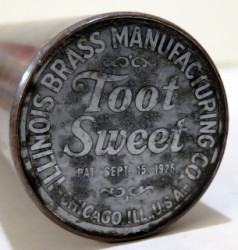 ILLINOIS BRASS MANUFACTURING CO.
Toot
Sweet
PAT. SEPT. 15, 1925
CHICAGO ILL. U.S.A.